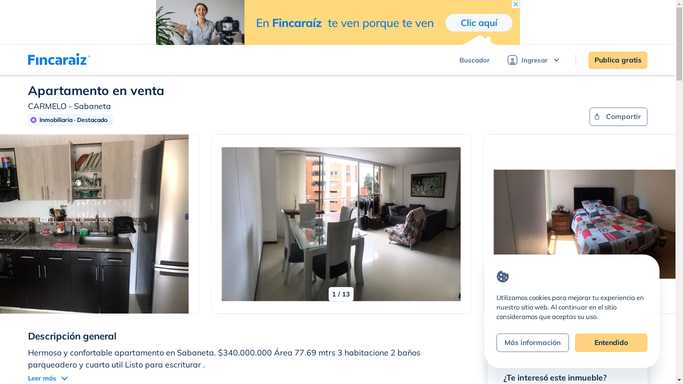 En Fincaraíz te ven porque te ven
Clic aquí
Fincaraíz
Buscador
Ingresar
Publica gratis
Apartamento en venta
CARMELO - Sabaneta
Inmobiliaria · Destacado
Compartir
1 / 13
Utilizamos cookies para mejorar tu experiencia en
nuestro sitio web. Al continuar en el sitio
consideramos que aceptas su uso.
Más información
Entendido
Descripción general
Hermoso y confortable apartamento en Sabaneta. $340.000.000 Área 77.69 mtrs 3 habitacione 2 baños
parqueadero y cuarto util Listo para escriturar .
Leer más
¿Te interesó este inmueble?